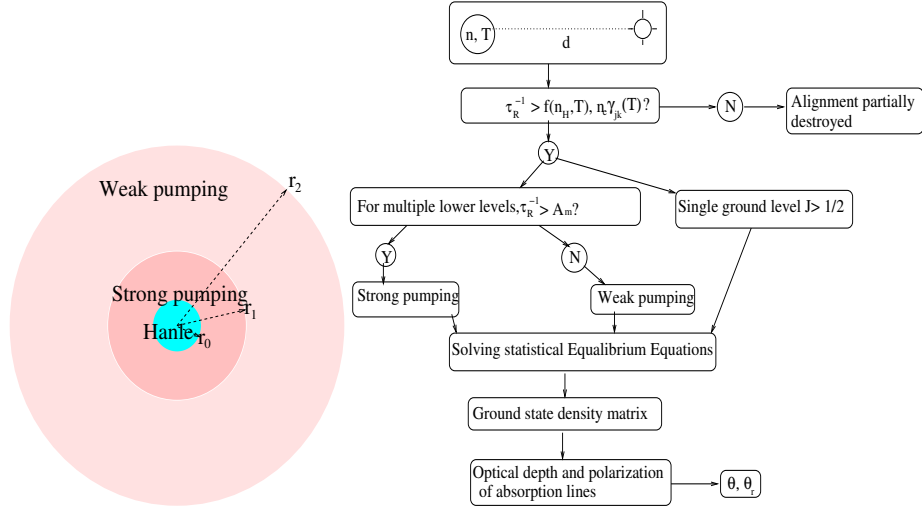 Weak pumping
r2
Strong pumping
r1
Hanle
r0
n, T
d
τR⁻¹ > f(nH,T), ncγjk(T)?
N
Alignment partially
destroyed
Y
For multiple lower levels,τR⁻¹ > Am?
Single ground level J> 1/2
Y
N
Strong pumping
Weak pumping
Solving statistical Equalibrium Equations
Ground state density matrix
Optical depth and polarization
of absorption lines
θ, θr